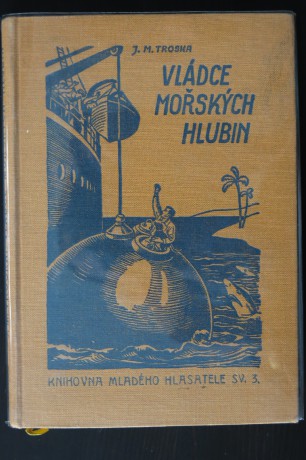 J. M. TROSKA
VLÁDCE
MOŘSKÝCH
HLUBIN
KNIHOVNA MLADÉHO HLASATELE SV. 3.